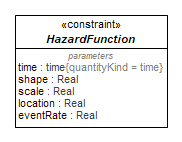 «constraint»
HazardFunction
parameters
time : time{quantityKind = time}
shape : Real
scale : Real
location : Real
eventRate : Real